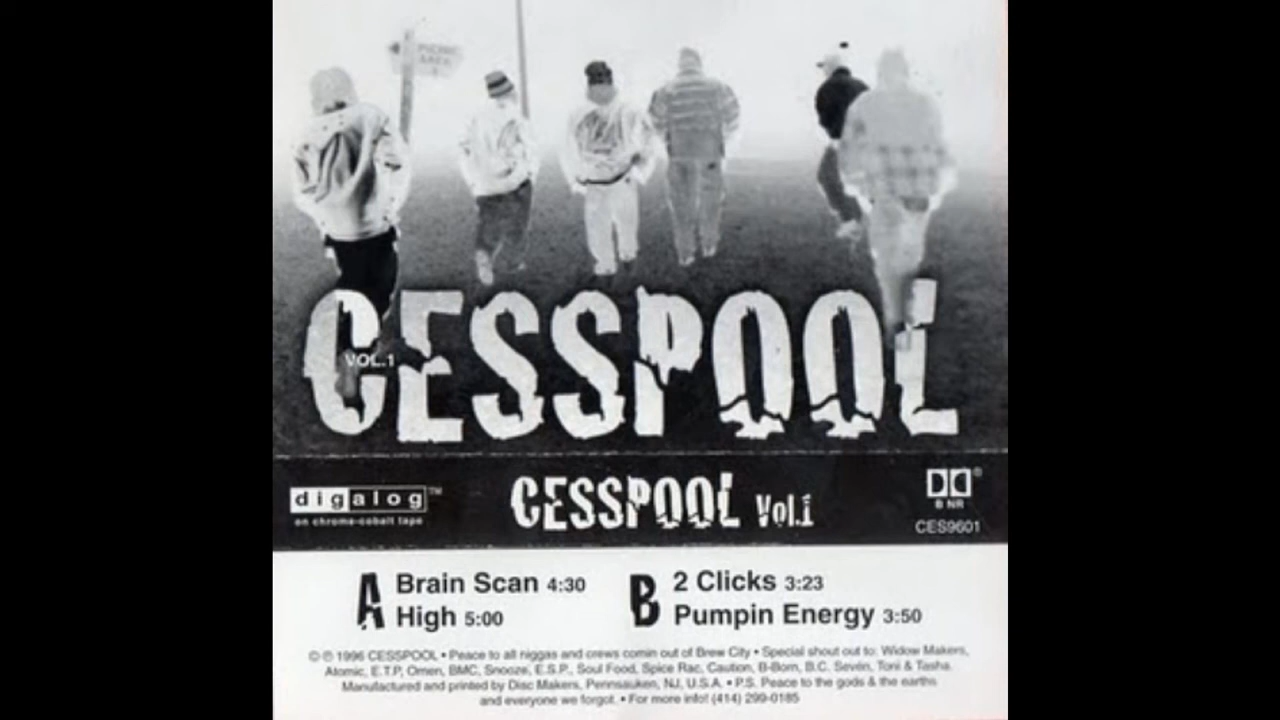 PICNIC
AREA
CESSPOOL
VOL.1
digalog™
on chrome-cobalt tape
CESSPOOL Vol.1
B NR
CES9601
A Brain Scan 4:30
High 5:00
B 2 Clicks 3:23
Pumpin Energy 3:50
© ℗ 1996 CESSPOOL • Peace to all niggas and crews comin out of Brew City • Special shout out to: Widow Makers,
Atomic, E.T.P, Omen, BMC, Snooze, E.S.P., Soul Food, Spice Rac, Caution, B-Born, B.C. Seven, Toni & Tasha.
Manufactured and printed by Disc Makers, Pennsauken, NJ, U.S.A. • P.S. Peace to the gods & the earths
and everyone we forgot. • For more info! (414) 299-0185